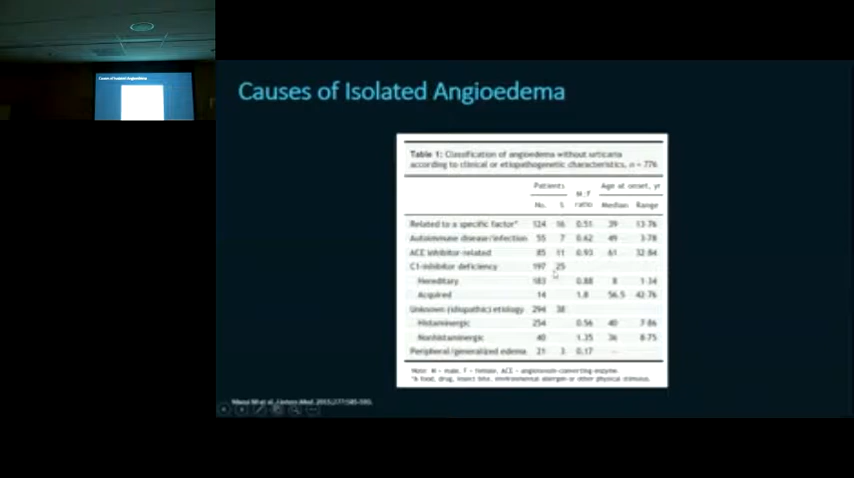 Causes of Isolated Angioedema
Causes of Isolated Angioedema
Table 1: Classification of angioedema without urticaria
according to clinical or etiopathogenetic characteristics, n = 776
Patients Age at onset, yr
No. % M:F ratio Median Range
Related to a specific factor* 124 16 0.51 39 13-76
Autoimmune disease/infection 55 7 0.62 49 3-78
ACE inhibitor-related 85 11 0.93 61 32-84
C1-inhibitor deficiency 197 25
Hereditary 183 0.88 8 1-34
Acquired 14 1.8 56.5 42-76
Unknown (idiopathic) etiology 294 38
Histaminergic 254 0.56 40 7-86
Nonhistaminergic 40 1.35 36 8-75
Peripheral/generalized edema 21 3 0.17 –
Note: M = male, F = female, ACE = angiotensin-converting enzyme.
*A food, drug, insect bite, environmental allergen or other physical stimulus.